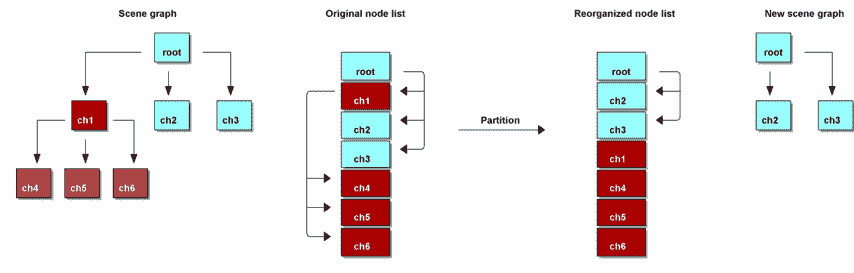 Scene graph
Original node list
Reorganized node list
New scene graph
root
ch1
ch2
ch3
ch4
ch5
ch6
root
ch1
ch2
ch3
ch4
ch5
ch6
Partition
root
ch2
ch3
ch1
ch4
ch5
ch6
root
ch2
ch3